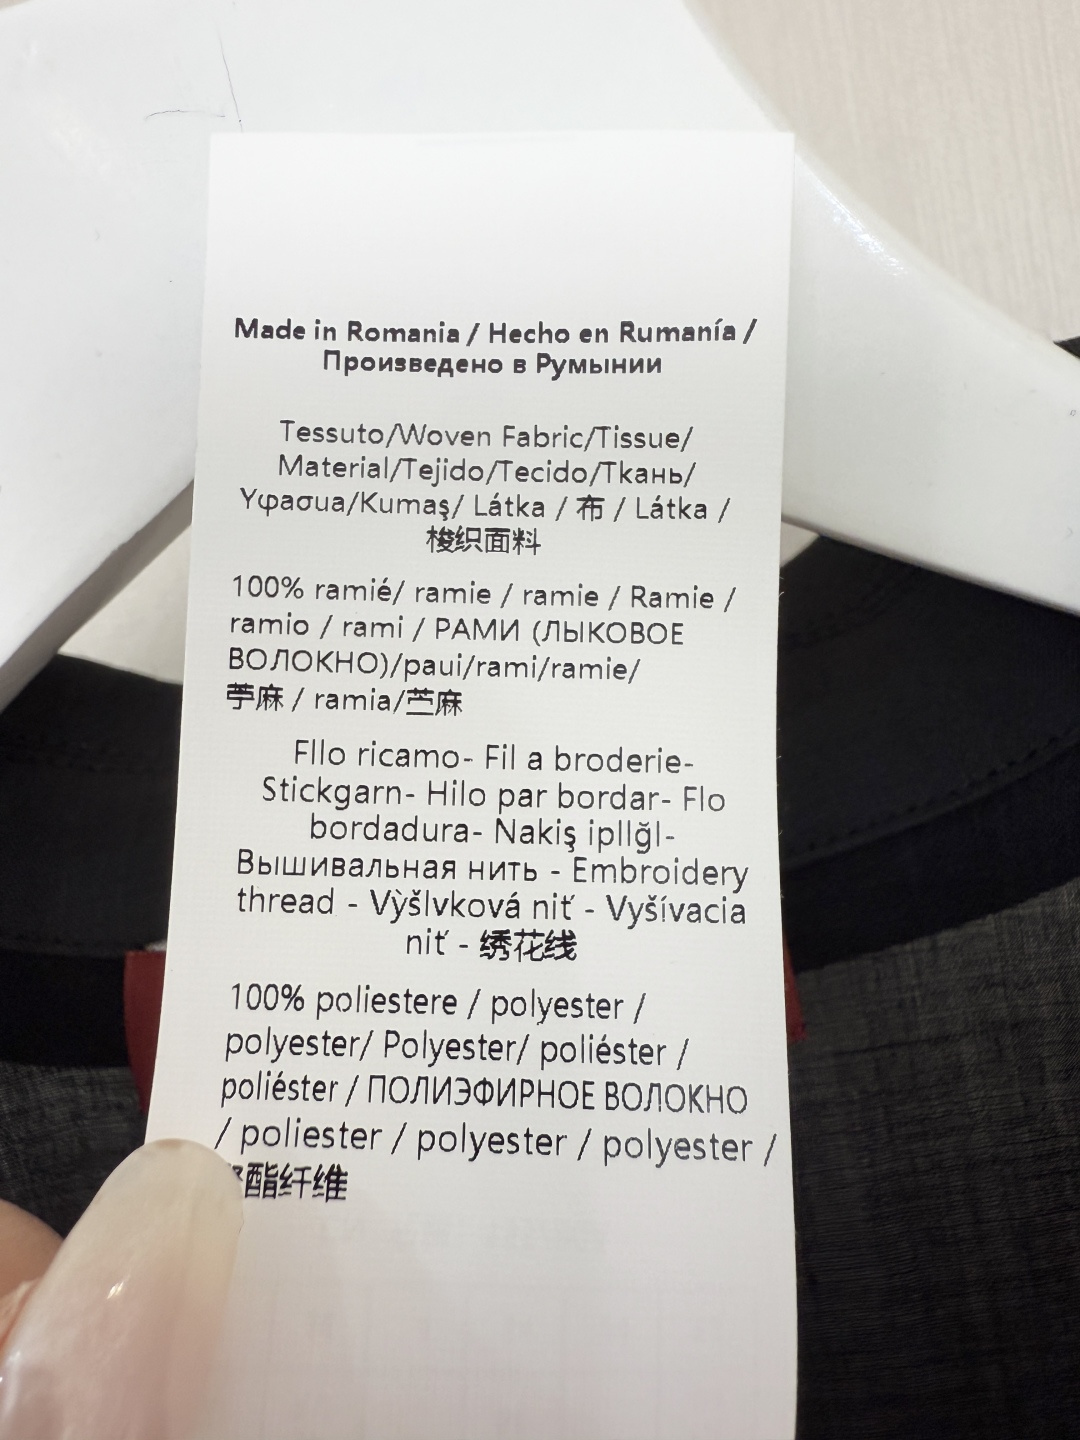 Made in Romania / Hecho en Rumanía /
Произведено в Румынии
Tessuto/Woven Fabric/Tissue/
Material/Tejido/Tecido/Ткань/
Υφασυα/Kumaş/ Látka / 布 / Látka /
梭织面料
100% ramié/ ramie / ramie / Ramie /
ramio / rami / РАМИ (ЛЫКОВОЕ
ВОЛОКНО)/paui/rami/ramie/
苧麻 / ramia/苎麻
Fllo ricamo- Fil a broderie-
Stickgarn- Hilo par bordar- Flo
bordadura- Nakiş ipllğl-
Вышивальная нить - Embroidery
thread - Vỳšlvková niť - Vyšívacia
niť - 绣花线
100% poliestere / polyester /
polyester/ Polyester/ poliéster /
poliéster / ПОЛИЭФИРНОЕ ВОЛОКНО
/ poliester / polyester / polyester /
酯纤维